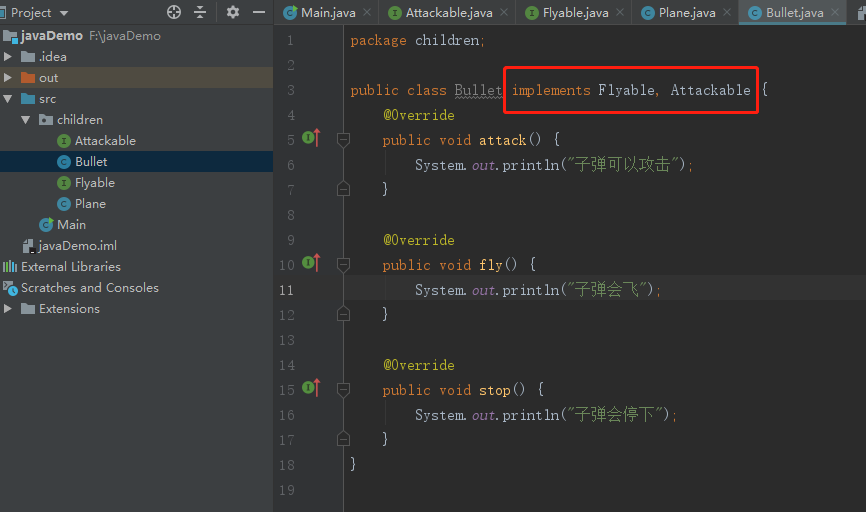 Project
javaDemo F:\javaDemo
.idea
out
src
children
Attackable
Bullet
Flyable
Plane
Main
javaDemo.iml
External Libraries
Scratches and Consoles
Extensions
Main.java Attackable.java Flyable.java Plane.java Bullet.java
1 package children;
2
3 public class Bullet implements Flyable, Attackable {
4 @Override
5 public void attack() {
6 System.out.println("子弹可以攻击");
7 }
8
9 @Override
10 public void fly() {
11 System.out.println("子弹会飞");
12 }
13
14 @Override
15 public void stop() {
16 System.out.println("子弹会停下");
17 }
18 }
19